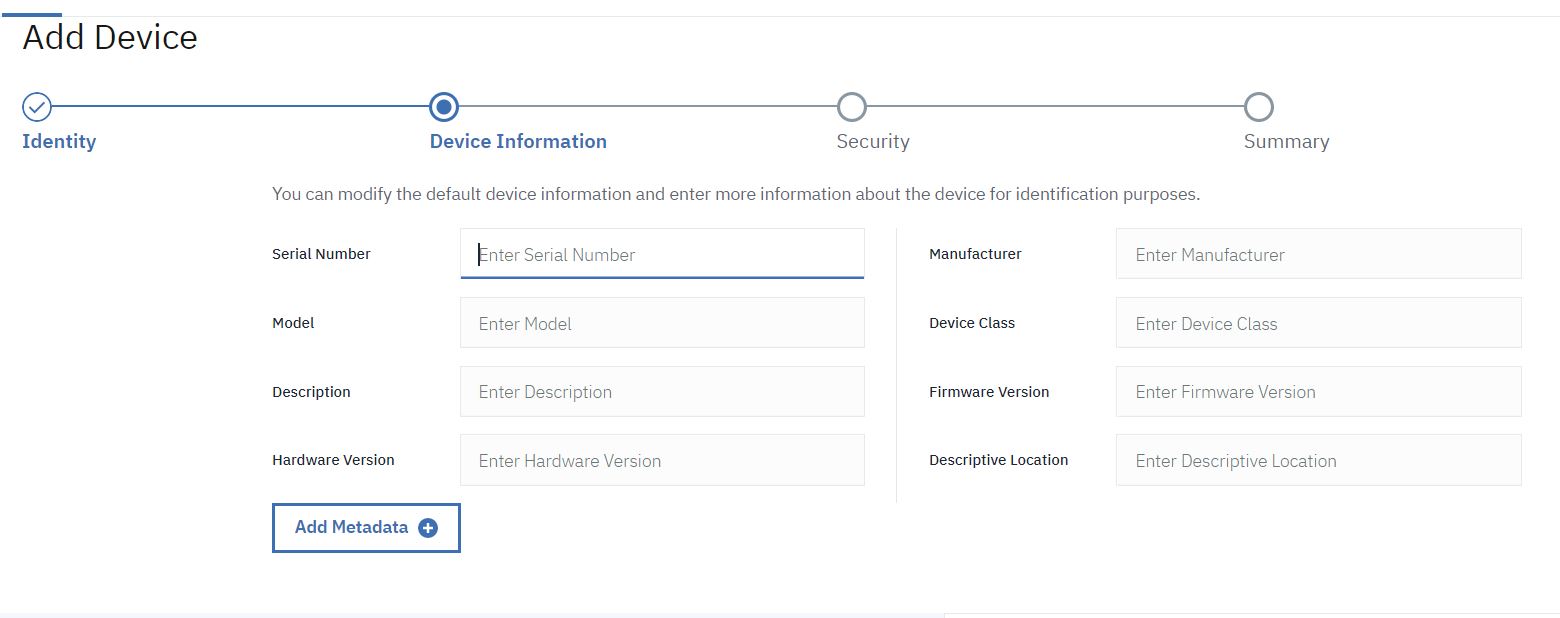 Add Device
Identity Device Information Security Summary
You can modify the default device information and enter more information about the device for identification purposes.
Serial Number Enter Serial Number Manufacturer Enter Manufacturer
Model Enter Model Device Class Enter Device Class
Description Enter Description Firmware Version Enter Firmware Version
Hardware Version Enter Hardware Version Descriptive Location Enter Descriptive Location
Add Metadata